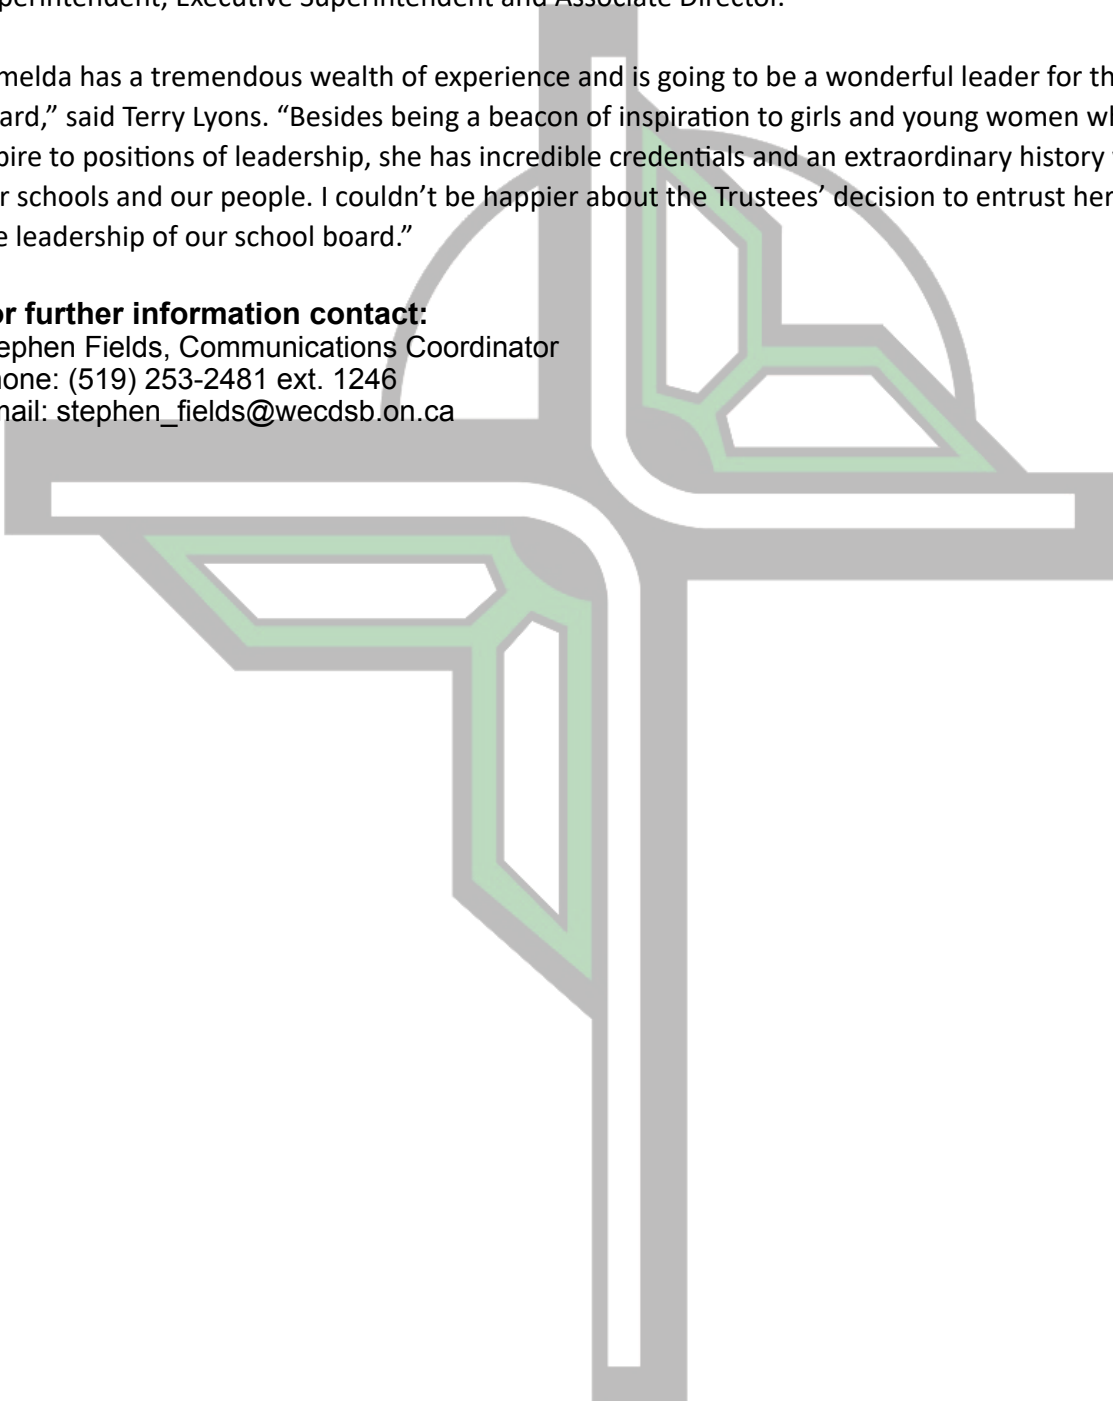 perintendent, Executive Superintendent and Associate Director.
melda has a tremendous wealth of experience and is going to be a wonderful leader for th
ard,” said Terry Lyons. “Besides being a beacon of inspiration to girls and young women wh
pire to positions of leadership, she has incredible credentials and an extraordinary history
r schools and our people. I couldn’t be happier about the Trustees’ decision to entrust her
e leadership of our school board.”
or further information contact:
ephen Fields, Communications Coordinator
hone: (519) 253-2481 ext. 1246
mail: stephen_fields@wecdsb.on.ca